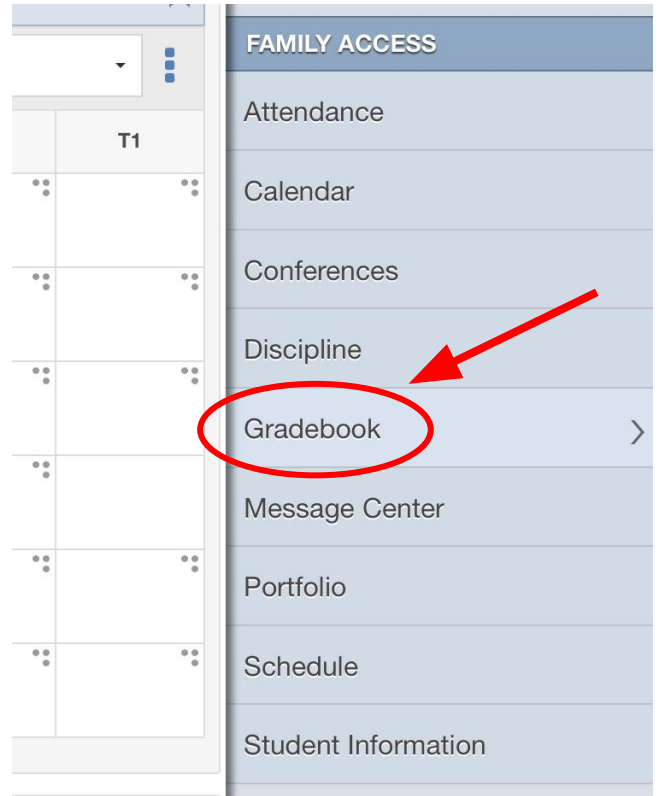 FAMILY ACCESS
T1
Attendance
Calendar
Conferences
Discipline
Gradebook
Message Center
Portfolio
Schedule
Student Information